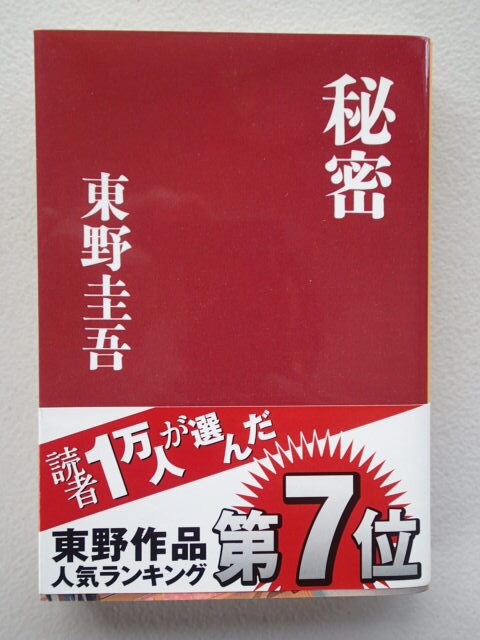 秘密
東野圭吾
読者1万人が選んだ
東野作品
人気ランキング
第7位